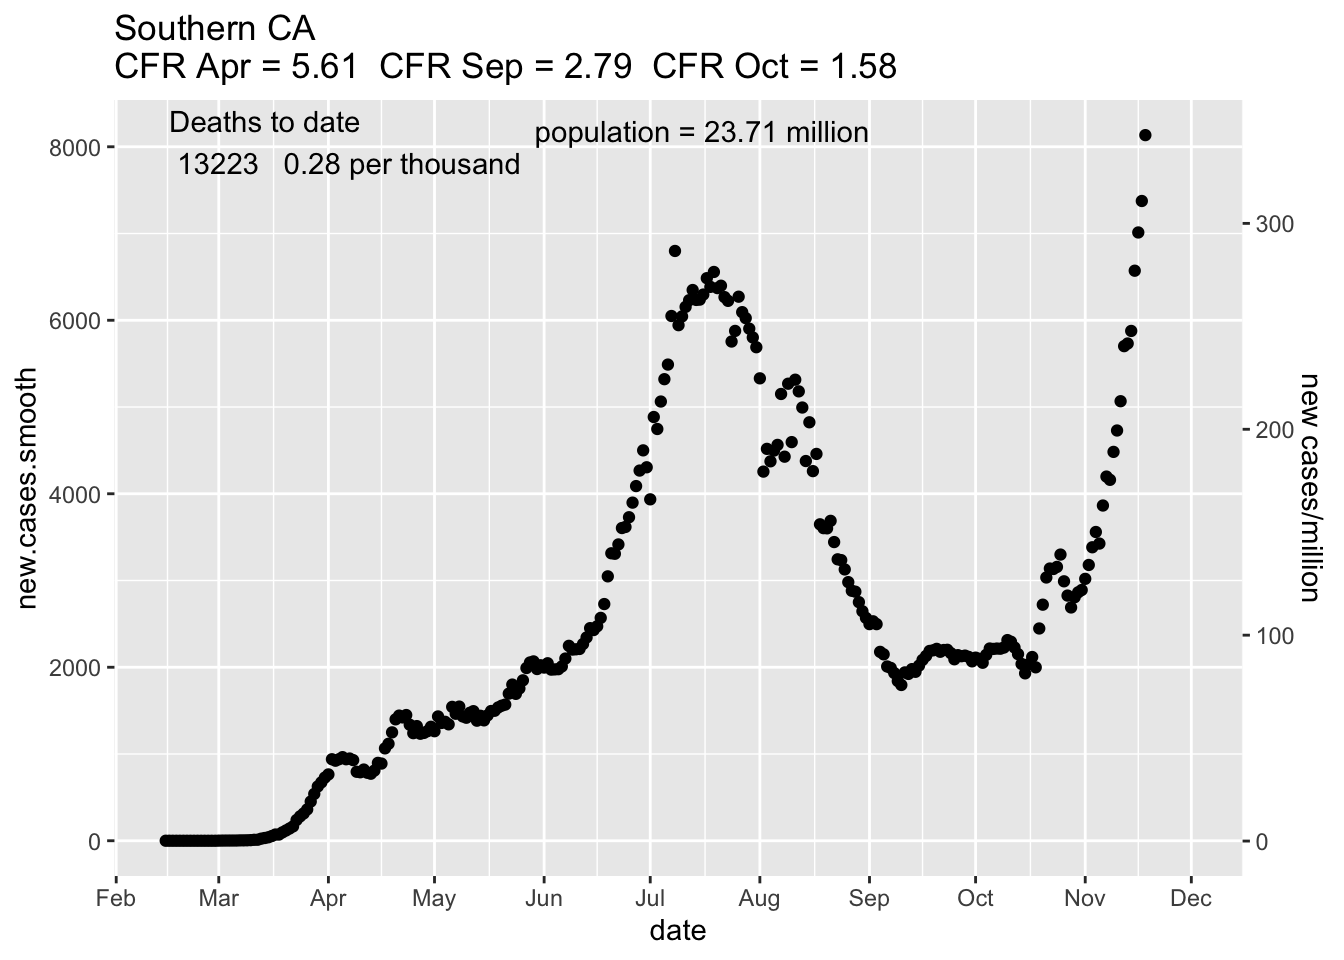 Southern CA
CFR Apr = 5.61  CFR Sep = 2.79  CFR Oct = 1.58
Deaths to date
13223   0.28 per thousand
population = 23.71 million
8000
6000
4000
2000
0
new.cases.smooth
300
200
100
0
new cases/million
Feb Mar Apr May Jun Jul Aug Sep Oct Nov Dec
date